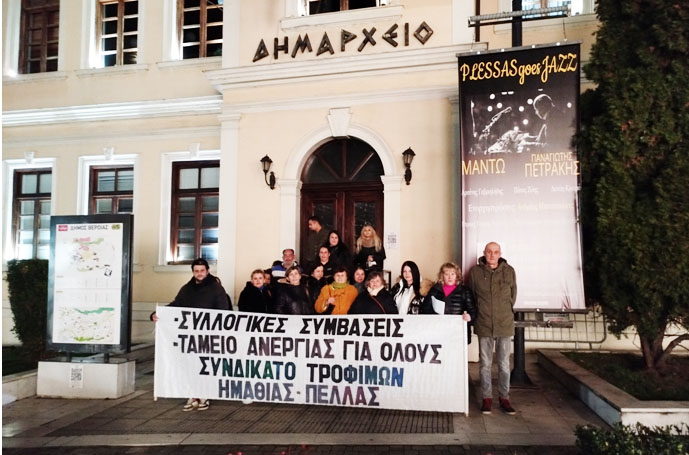 ΔΗΜΑΡΧΕΙΟ
PLESSAS goes JAZZ
ΜΑΝΤΩ
ΠΑΝΑΓΙΩΤΗΣ
ΠΕΤΡΑΚΗΣ
ΔΗΜΟΣ ΒΕΡΟΙΑΣ
-ΣΥΛΛΟΓΙΚΕΣ ΣΥΜΒΑΣΕΙΣ
-ΤΑΜΕΙΟ ΑΝΕΡΓΙΑΣ ΓΙΑ ΟΛΟΥΣ
ΣΥΝΔΙΚΑΤΟ ΤΡΟΦΙΜΩΝ
ΗΜΑΘΙΑΣ-ΠΕΛΛΑΣ